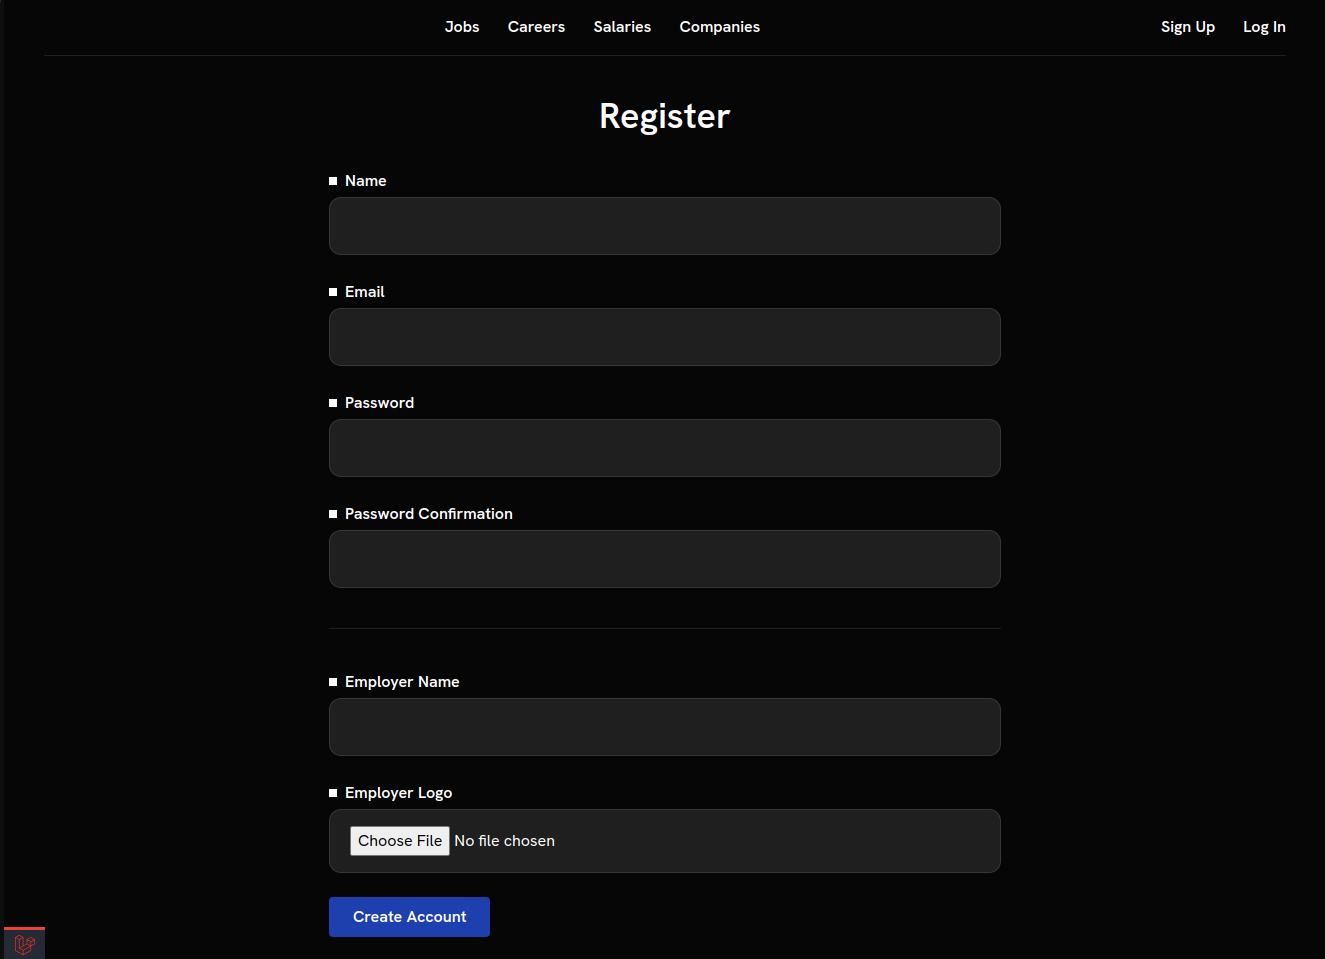 Jobs Careers Salaries Companies Sign Up Log In
Register
Name
Email
Password
Password Confirmation
Employer Name
Employer Logo
Choose File No file chosen
Create Account